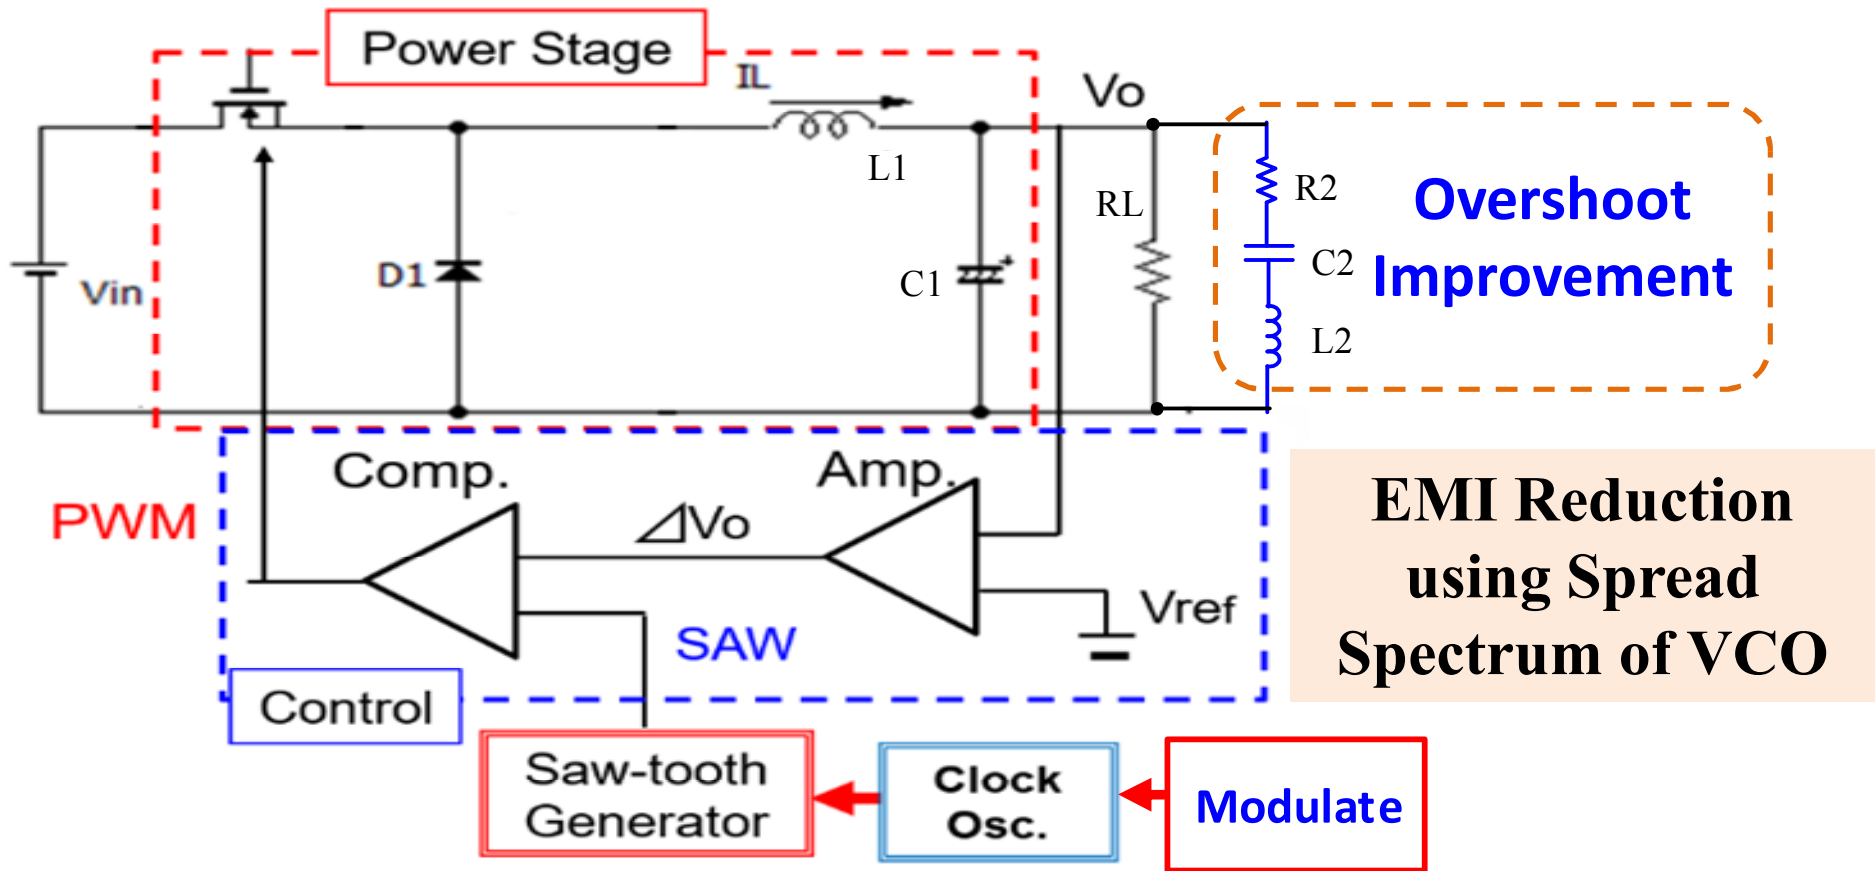 Power Stage
IL
Vo
L1
RL
R2
Overshoot
Improvement
C2
L2
Vin
D1
C1
+
PWM
Comp.
Amp.
⊿Vo
Vref
SAW
Control
EMI Reduction
using Spread
Spectrum of VCO
Saw-tooth
Generator
Clock
Osc.
Modulate